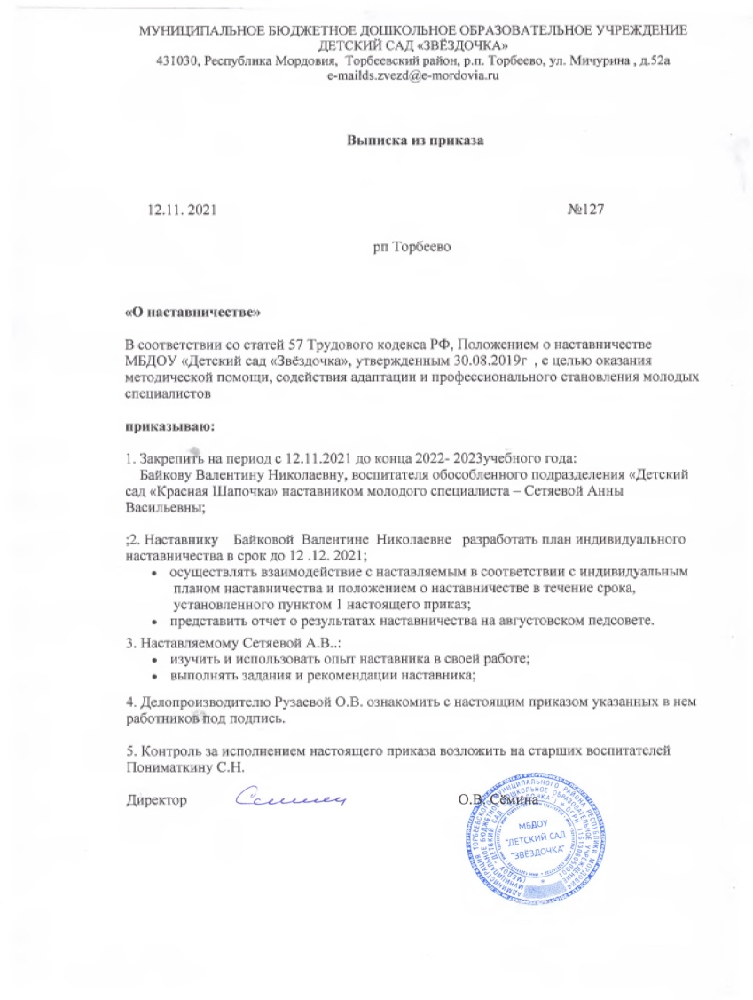 МУНИЦИПАЛЬНОЕ БЮДЖЕТНОЕ ДОШКОЛЬНОЕ ОБРАЗОВАТЕЛЬНОЕ УЧРЕЖДЕНИЕ
ДЕТСКИЙ САД «ЗВЁЗДОЧКА»
431030, Республика Мордовия, Торбеевский район, р.п. Торбеево, ул. Мичурина , д.52а
e-mailds.zvezd@e-mordovia.ru
Выписка из приказа
12.11. 2021 №127
рп Торбеево
«О наставничестве»
В соответствии со статей 57 Трудового кодекса РФ, Положением о наставничестве
МБДОУ «Детский сад «Звёздочка», утвержденным 30.08.2019г , с целью оказания
методической помощи, содействия адаптации и профессионального становления молодых
специалистов
приказываю:
1. Закрепить на период с 12.11.2021 до конца 2022- 2023учебного года:
Байкову Валентину Николаевну, воспитателя обособленного подразделения «Детский
сад «Красная Шапочка» наставником молодого специалиста – Сетяевой Анны
Васильевны;
;2. Наставнику Байковой Валентине Николаевне разработать план индивидуального
наставничества в срок до 12 .12. 2021;
• осуществлять взаимодействие с наставляемым в соответствии с индивидуальным
планом наставничества и положением о наставничестве в течение срока,
установленного пунктом 1 настоящего приказ;
• представить отчет о результатах наставничества на августовском педсовете.
3. Наставляемому Сетяевой А.В..:
• изучить и использовать опыт наставника в своей работе;
• выполнять задания и рекомендации наставника;
4. Делопроизводителю Рузаевой О.В. ознакомить с настоящим приказом указанных в нем
работников под подпись.
5. Контроль за исполнением настоящего приказа возложить на старших воспитателей
Пониматкину С.Н.
Директор О.В. Сёмина
МБДОУ
"ДЕТСКИЙ САД
"ЗВЁЗДОЧКА"